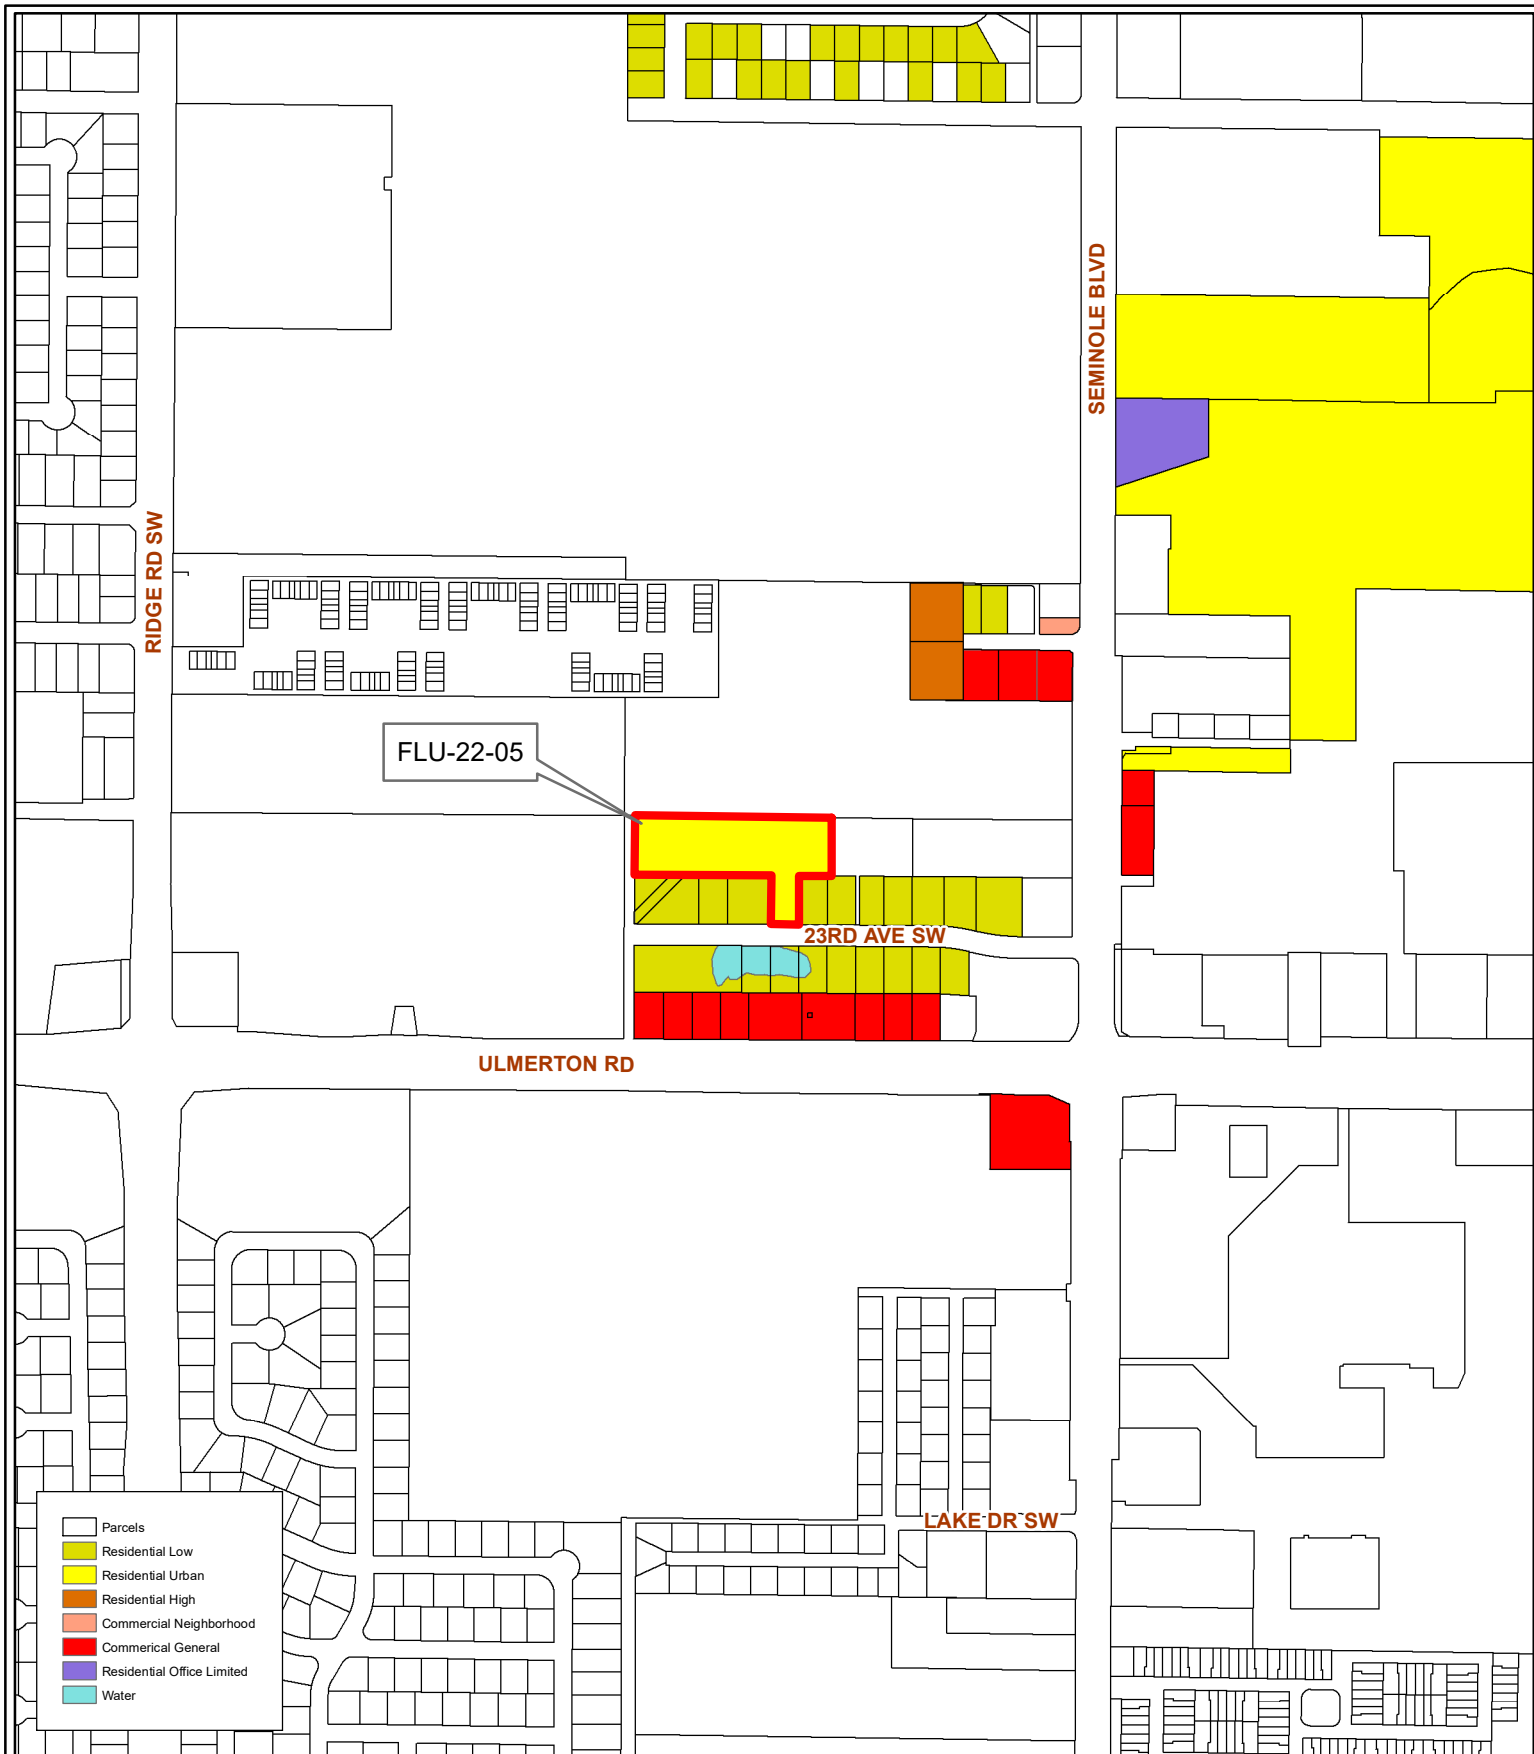 SEMINOLE BLVD
RIDGE RD SW
FLU-22-05
23RD AVE SW
ULMERTON RD
LAKE DR SW
Parcels
Residential Low
Residential Urban
Residential High
Commercial Neighborhood
Commerical General
Residential Office Limited
Water